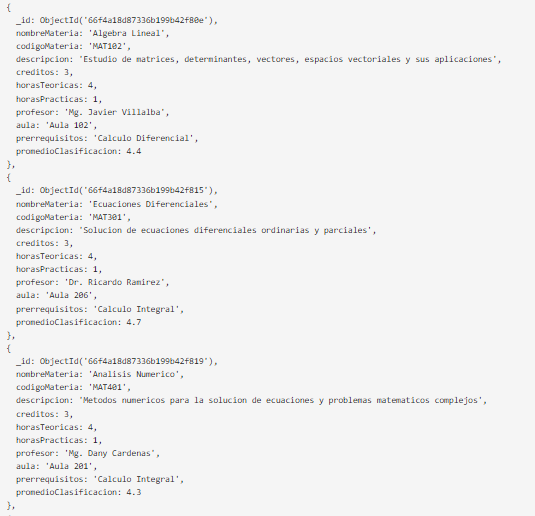 {
_id: ObjectId('66f4a18d87336b199b42f80e'),
nombreMateria: 'Algebra Lineal',
codigoMateria: 'MAT102',
descripcion: 'Estudio de matrices, determinantes, vectores, espacios vectoriales y sus aplicaciones',
creditos: 3,
horasTeoricas: 4,
horasPracticas: 1,
profesor: 'Mg. Javier Villalba',
aula: 'Aula 102',
prerrequisitos: 'Calculo Diferencial',
promedioClasificacion: 4.4
},
{
_id: ObjectId('66f4a18d87336b199b42f815'),
nombreMateria: 'Ecuaciones Diferenciales',
codigoMateria: 'MAT301',
descripcion: 'Solucion de ecuaciones diferenciales ordinarias y parciales',
creditos: 3,
horasTeoricas: 4,
horasPracticas: 1,
profesor: 'Dr. Ricardo Ramirez',
aula: 'Aula 206',
prerrequisitos: 'Calculo Integral',
promedioClasificacion: 4.7
},
{
_id: ObjectId('66f4a18d87336b199b42f819'),
nombreMateria: 'Analisis Numerico',
codigoMateria: 'MAT401',
descripcion: 'Metodos numericos para la solucion de ecuaciones y problemas matematicos complejos',
creditos: 3,
horasTeoricas: 4,
horasPracticas: 1,
profesor: 'Mg. Dany Cardenas',
aula: 'Aula 201',
prerrequisitos: 'Calculo Integral',
promedioClasificacion: 4.3
},